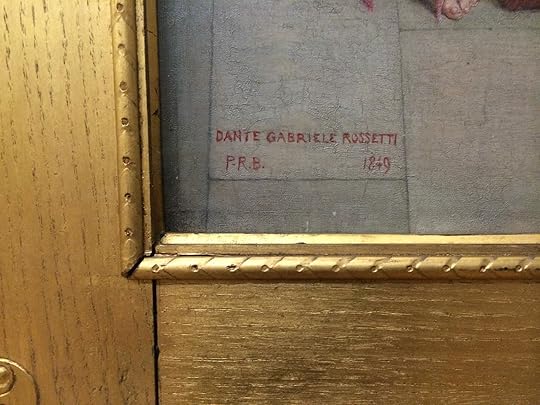 DANTE GABRIELE ROSSETTI
P.R.B. 1849